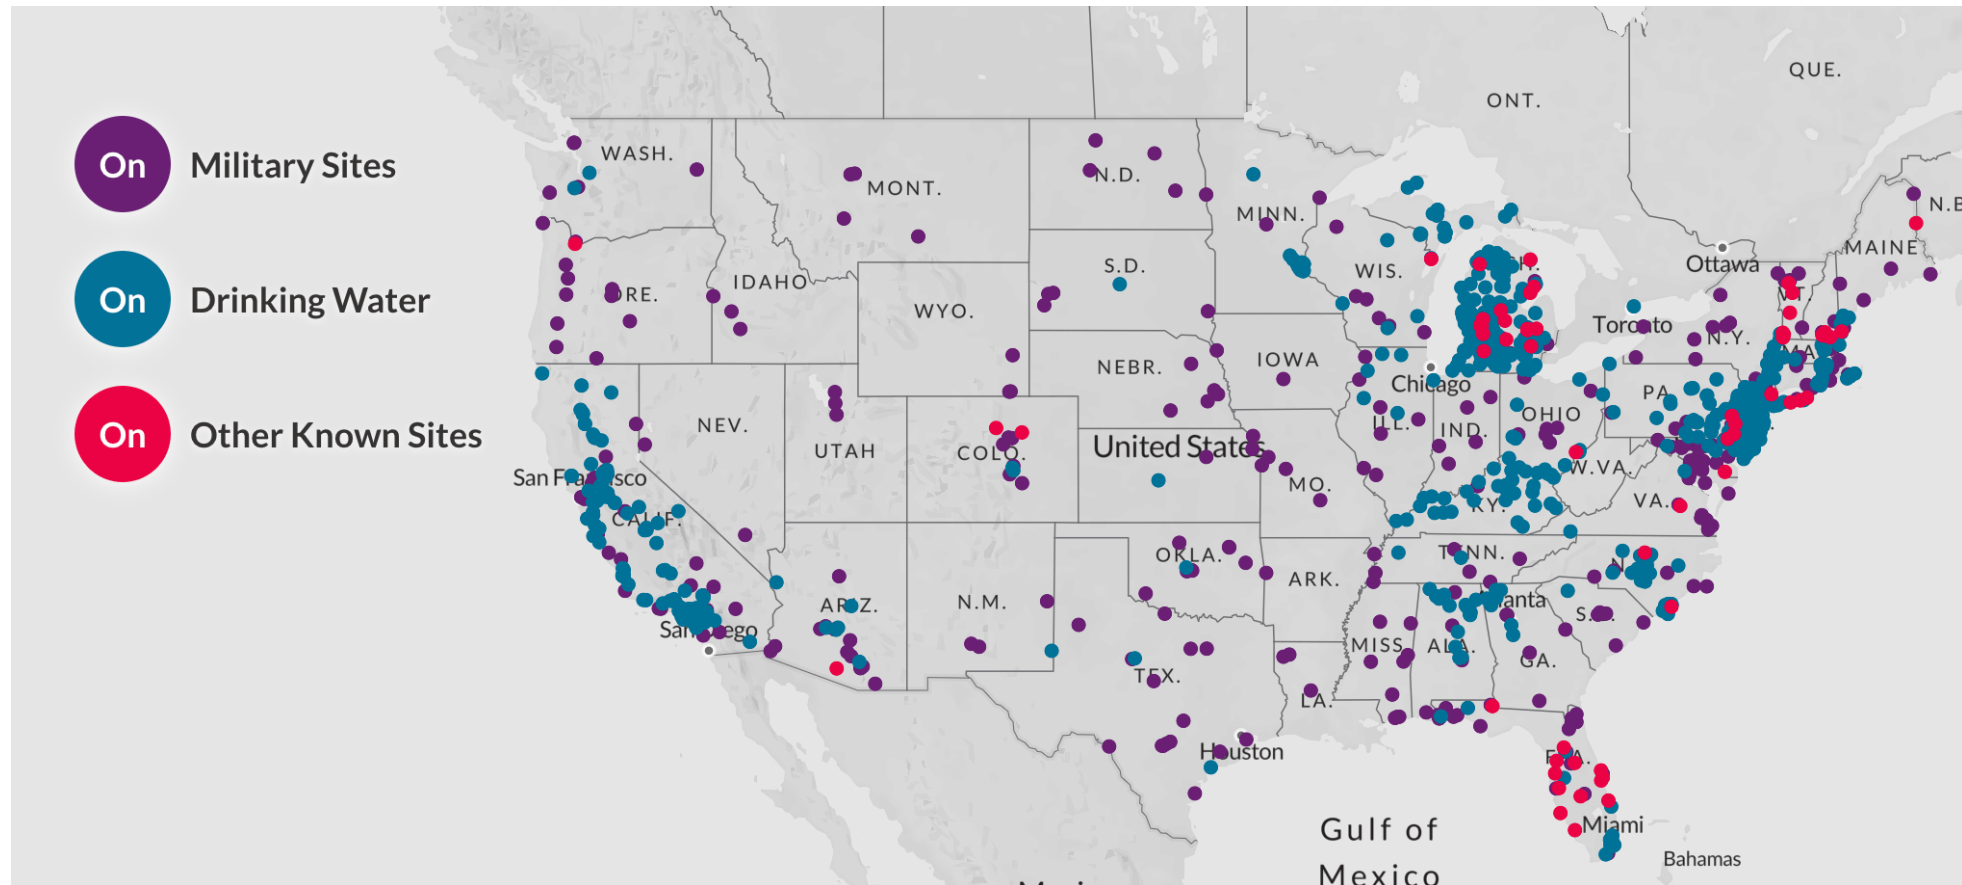 On Military Sites
On Drinking Water
On Other Known Sites
QUE.
ONT.
WASH.
MONT.
N.D.
MINN.
N.B
MAINE
Ottawa
S.D.
WIS.
IDAHO
ORE.
WYO.
VT.
Toronto
N.Y.
MA
IOWA
NEBR.
Chicago
PA
NEV.
ILL.
IND.
OHIO
UTAH
COLO.
United States
W.VA.
San Francisco
MO.
VA.
CALIF.
KY.
OKLA.
TENN.
N.
ARK.
ARIZ.
N.M.
Atlanta
S.C.
San Diego
MISS
ALA.
GA.
TEX.
LA.
Houston
FLA.
Gulf of
Mexico
Miami
Bahamas